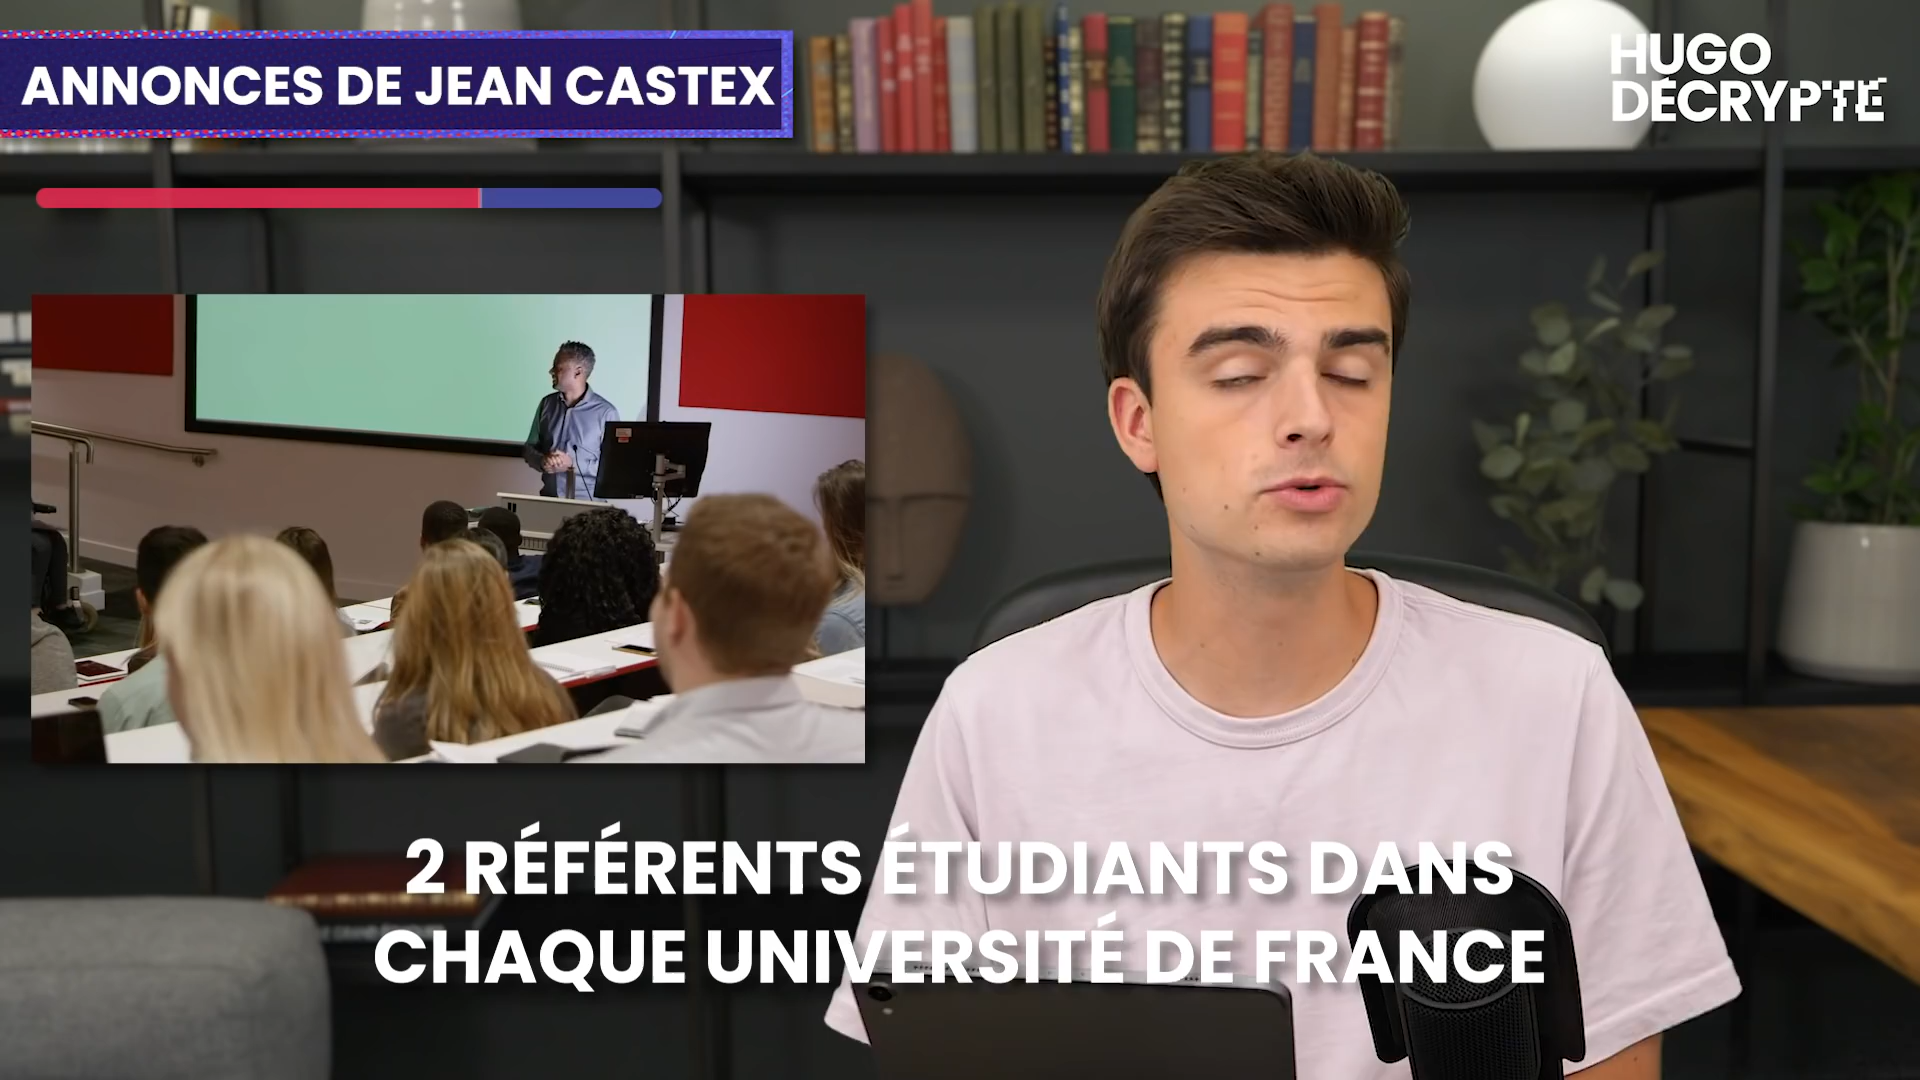 ANNONCES DE JEAN CASTEX
HUGO
DÉCRYPTE
2 RÉFÉRENTS ÉTUDIANTS DANS
CHAQUE UNIVERSITÉ DE FRANCE